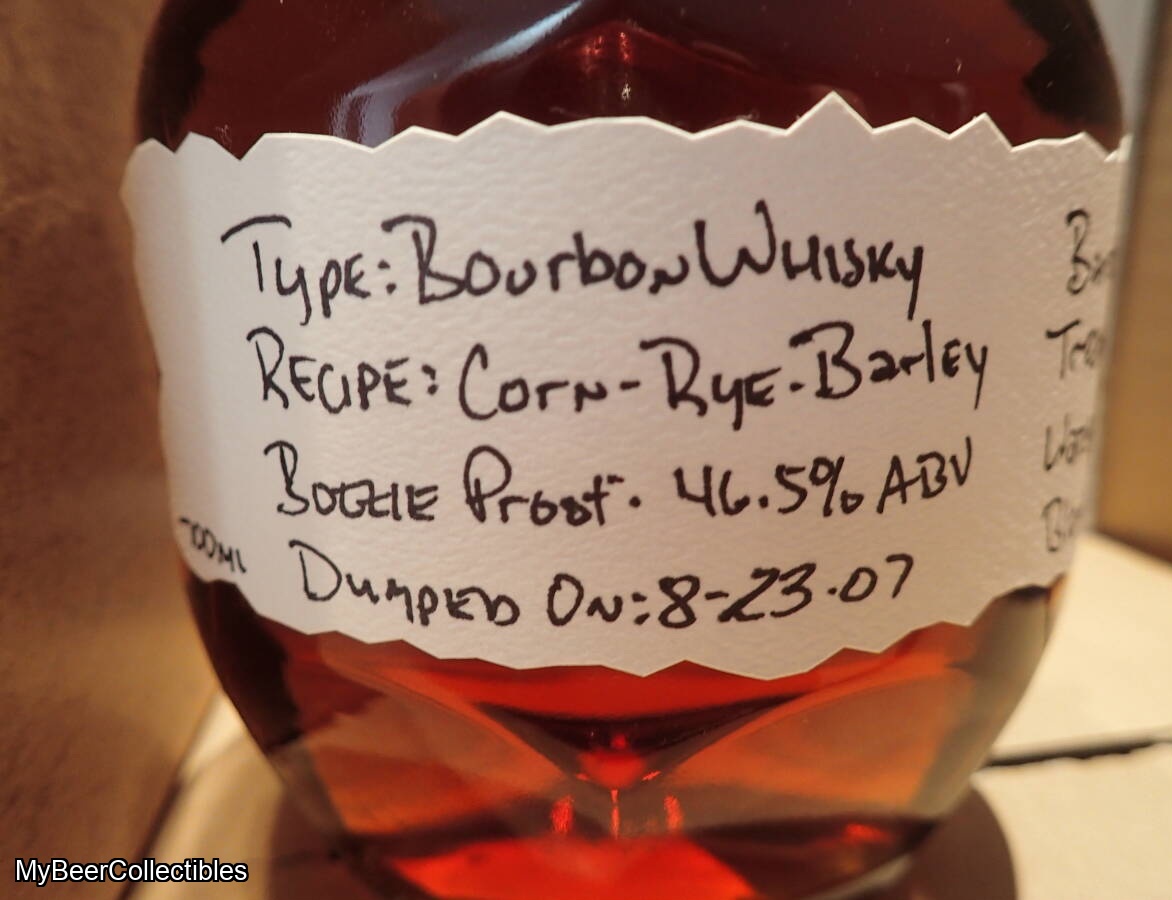 Type: Bourbon Whisky
Recipe: Corn-Rye-Barley
Bottle Proof: 46.5% ABV
700ML
Dumped On: 8-23-07
MyBeerCollectibles